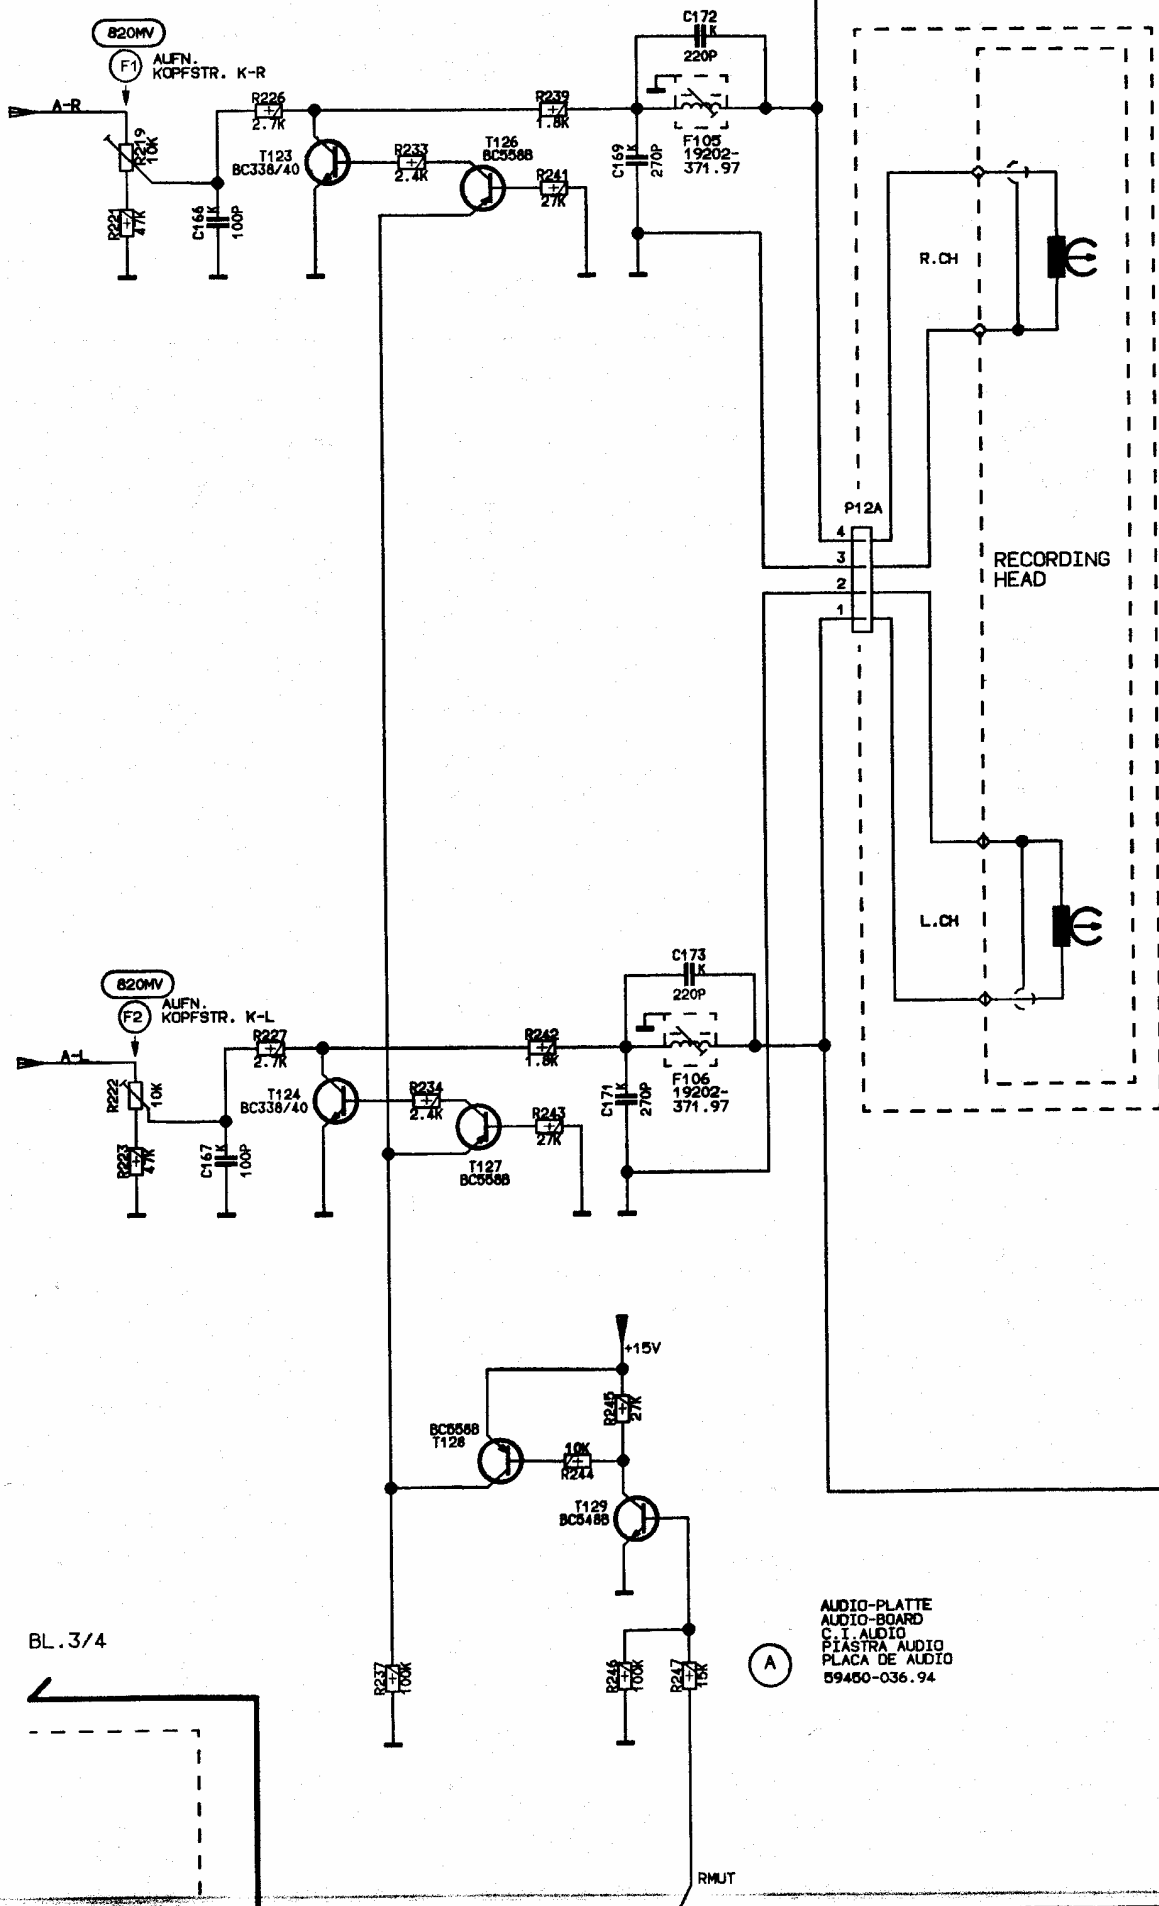 820MV
F1
AUFN.
KOPFSTR. K-R
A-R
R219
10K
R221
47K
C166
K
100P
R226
2.7K
T123
BC338/40
R233
2.4K
T126
BC558B
R241
27K
R239
1.8K
C172
K
220P
C169
K
270P
F105
19202-
371.97
R.CH
P12A
4
3
2
1
RECORDING
HEAD
L.CH
820MV
F2
AUFN.
KOPFSTR. K-L
A-L
R222
10K
R223
47K
C167
K
100P
R227
2.7K
T124
BC338/40
R234
2.4K
T127
BC558B
R243
27K
R242
1.8K
C173
K
220P
C171
K
270P
F106
19202-
371.97
+15V
R245
27K
BC558B
T128
10K
R244
T129
BC548B
R237
100K
R246
100K
R247
15K
RMUT
A
AUDIO-PLATTE
AUDIO-BOARD
C.I.AUDIO
PIASTRA AUDIO
PLACA DE AUDIO
59450-036.94
BL.3/4